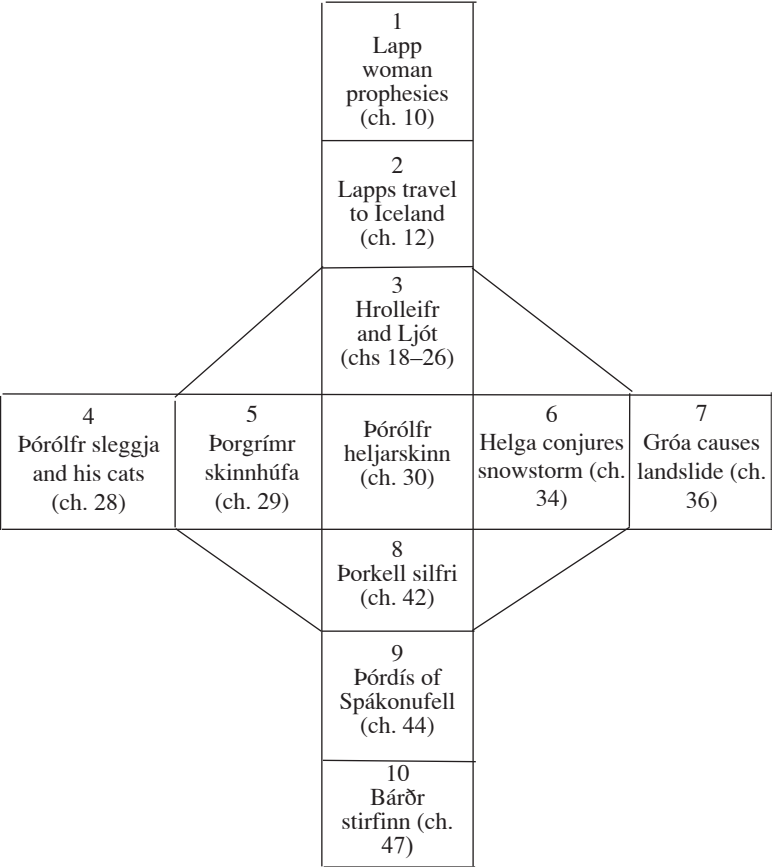 1
Lapp
woman
prophesies
(ch. 10)
2
Lapps travel
to Iceland
(ch. 12)
3
Hrolleifr
and Ljót
(chs 18–26)
4
Þórólfr sleggja
and his cats
(ch. 28)
5
Þorgrímr
skinnhúfa
(ch. 29)
Þórólfr
heljarskinn
(ch. 30)
6
Helga conjures
snowstorm (ch.
34)
7
Gróa causes
landslide (ch.
36)
8
Þorkell silfri
(ch. 42)
9
Þórdís of
Spákonufell
(ch. 44)
10
Bárðr
stirfinn (ch.
47)